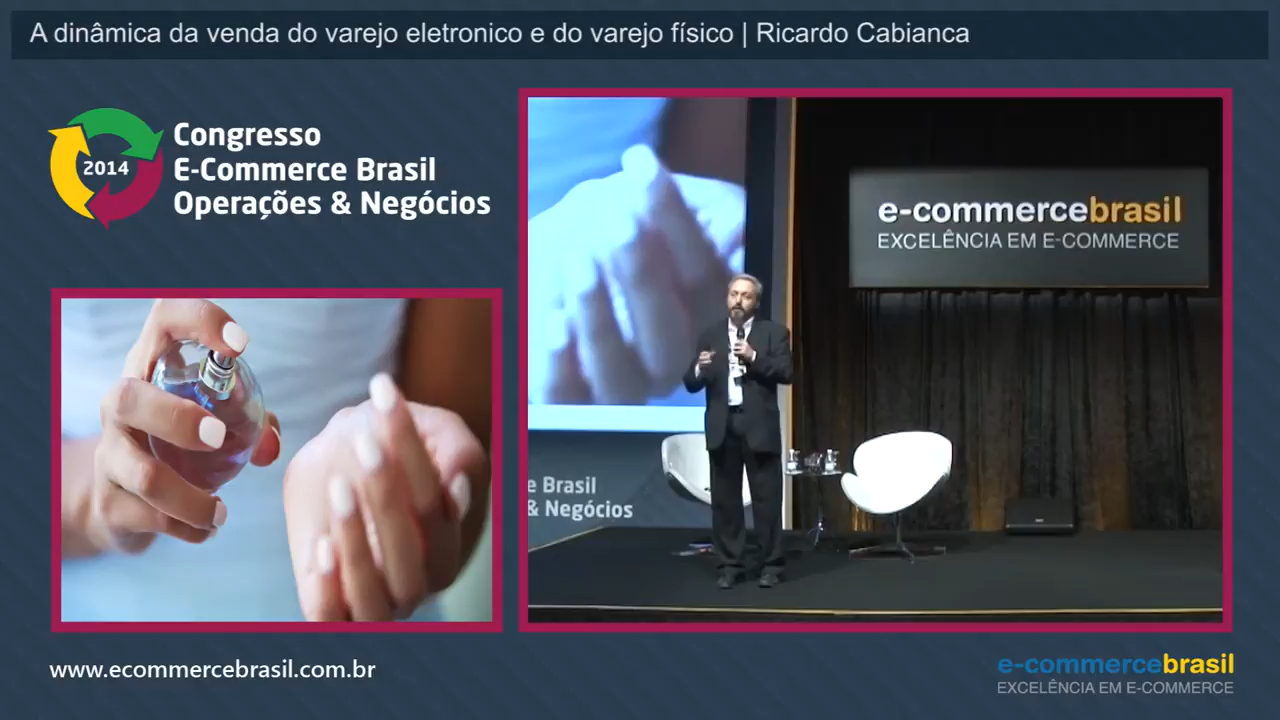 A dinâmica da venda do varejo eletronico e do varejo físico | Ricardo Cabianca
2014
Congresso
E-Commerce Brasil
Operações & Negócios
e-commercebrasil
EXCELÊNCIA EM E-COMMERCE
e Brasil
& Negócios
www.ecommercebrasil.com.br
e-commercebrasil
EXCELÊNCIA EM E-COMMERCE